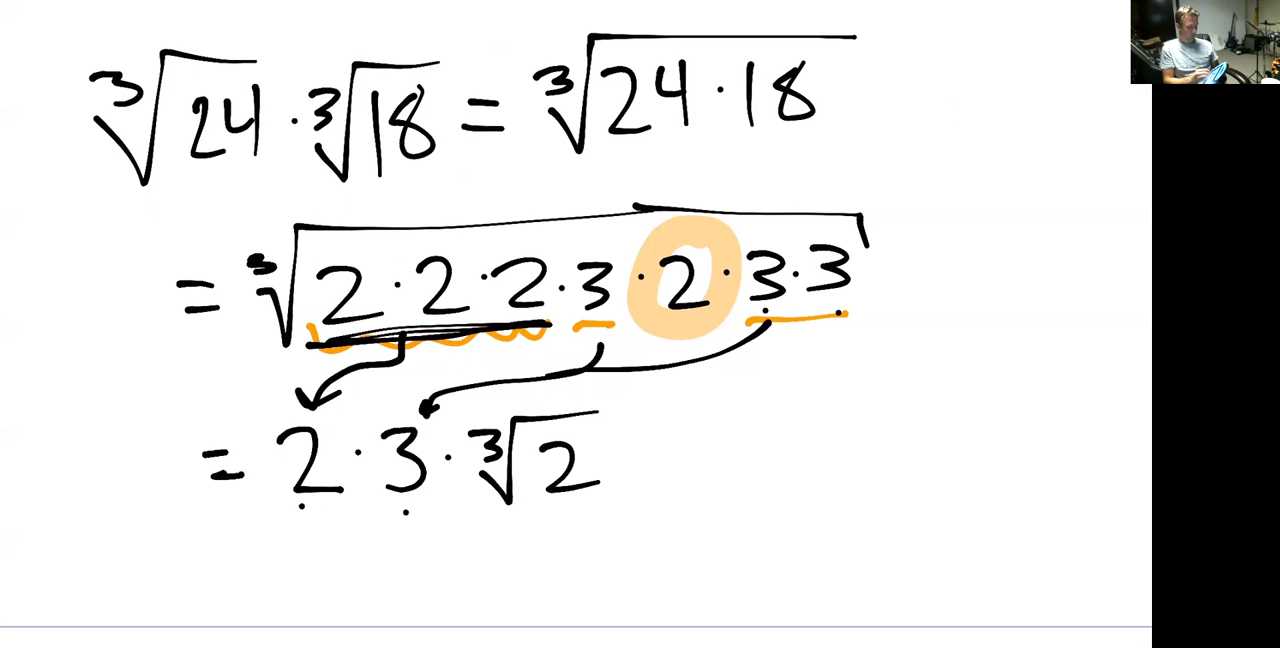 ∛24 · ∛18 = ∛24 · 18
= ∛2 · 2 · 2 · 3 · 2 · 3 · 3
= 2 · 3 · ∛2